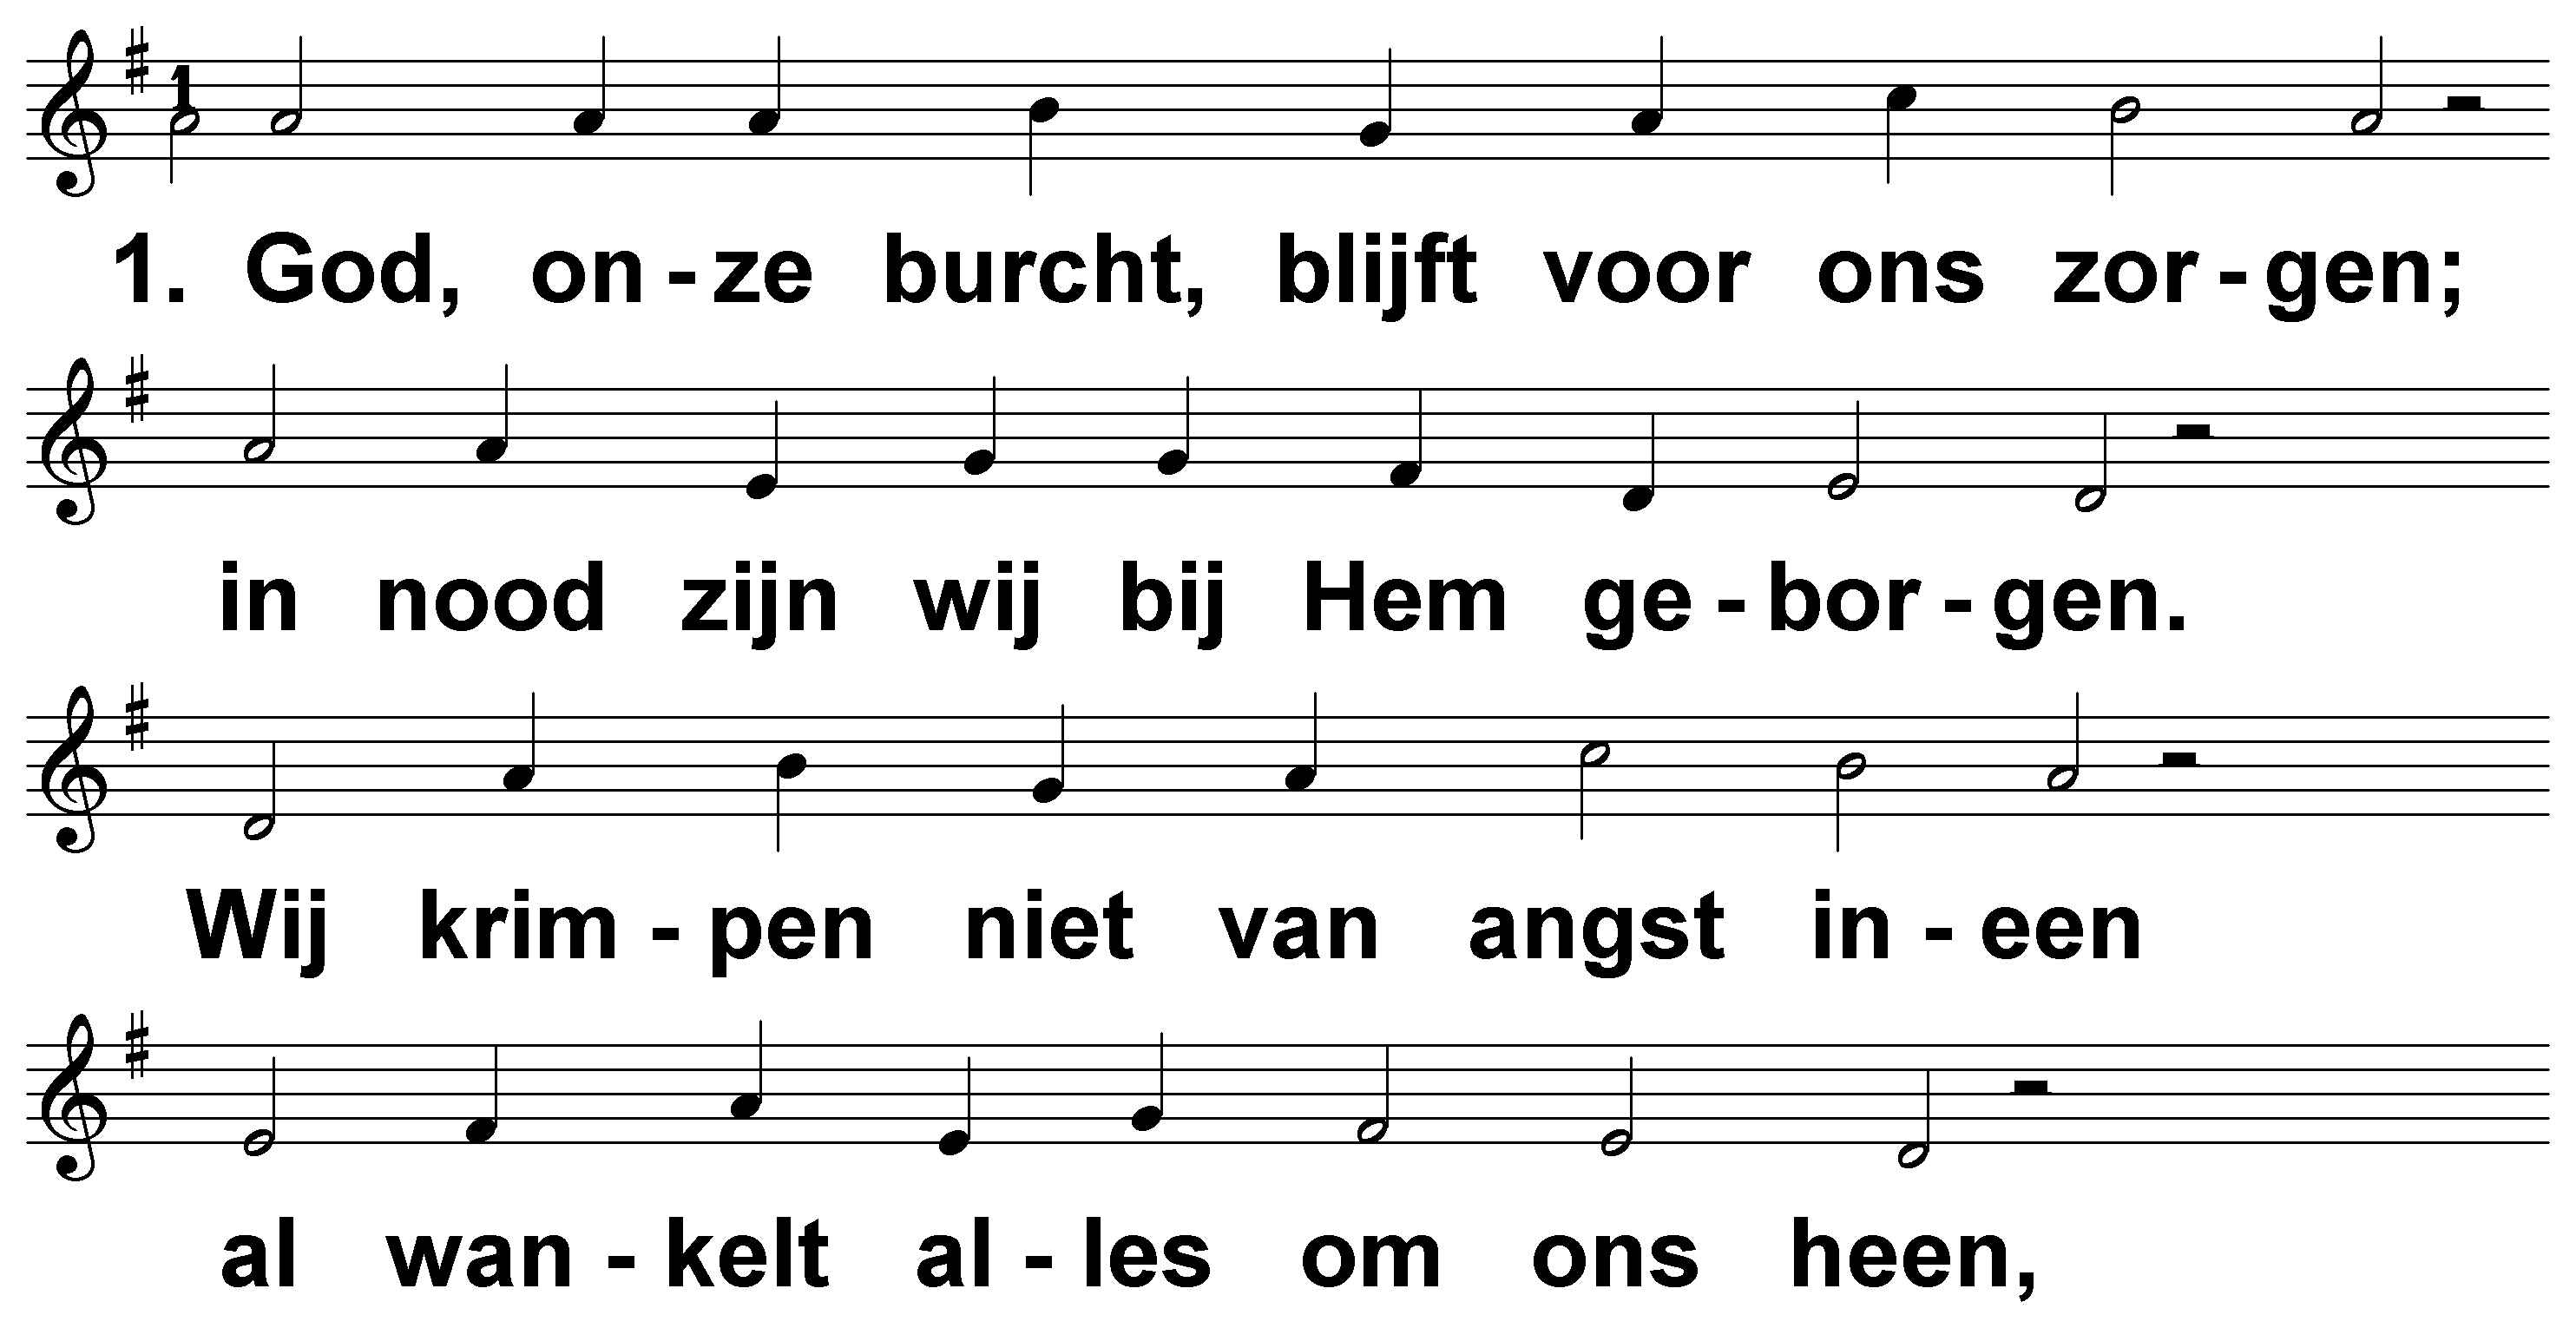 1
1. God, on-ze burcht, blijft voor ons zor-gen;
in nood zijn wij bij Hem ge-bor-gen.
Wij krim-pen niet van angst in-een
al wan-kelt al-les om ons heen,